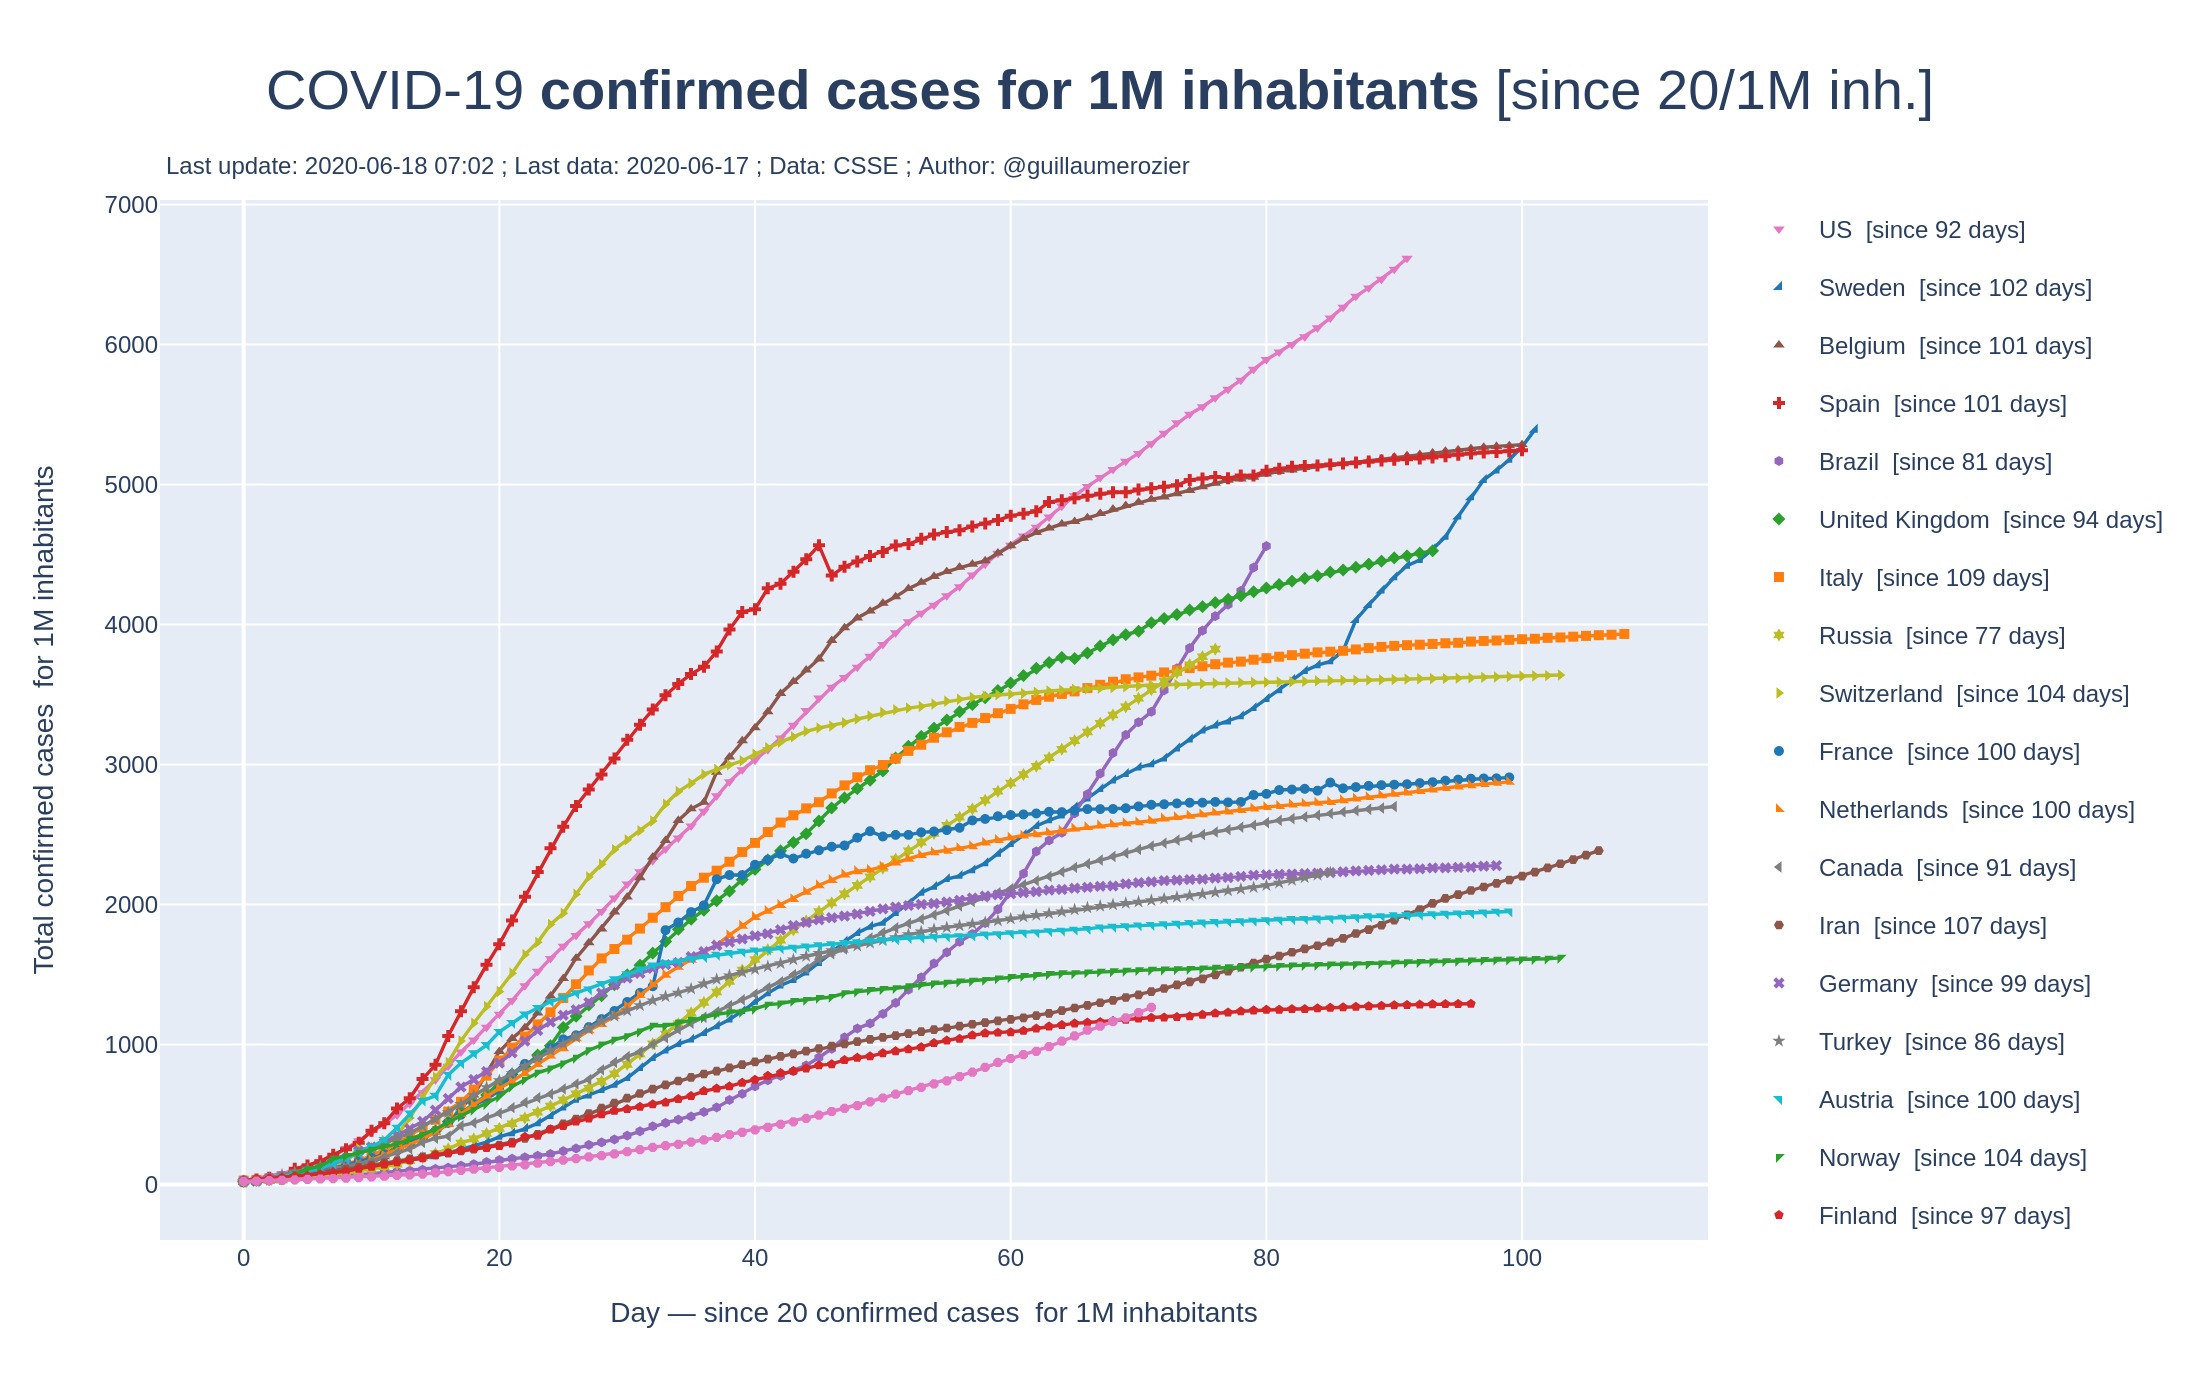 COVID-19 confirmed cases for 1M inhabitants [since 20/1M inh.]
Last update: 2020-06-18 07:02 ; Last data: 2020-06-17 ; Data: CSSE ; Author: @guillaumerozier
Total confirmed cases  for 1M inhabitants
7000
6000
5000
4000
3000
2000
1000
0
0 20 40 60 80 100
Day — since 20 confirmed cases  for 1M inhabitants
US  [since 92 days]
Sweden  [since 102 days]
Belgium  [since 101 days]
Spain  [since 101 days]
Brazil  [since 81 days]
United Kingdom  [since 94 days]
Italy  [since 109 days]
Russia  [since 77 days]
Switzerland  [since 104 days]
France  [since 100 days]
Netherlands  [since 100 days]
Canada  [since 91 days]
Iran  [since 107 days]
Germany  [since 99 days]
Turkey  [since 86 days]
Austria  [since 100 days]
Norway  [since 104 days]
Finland  [since 97 days]